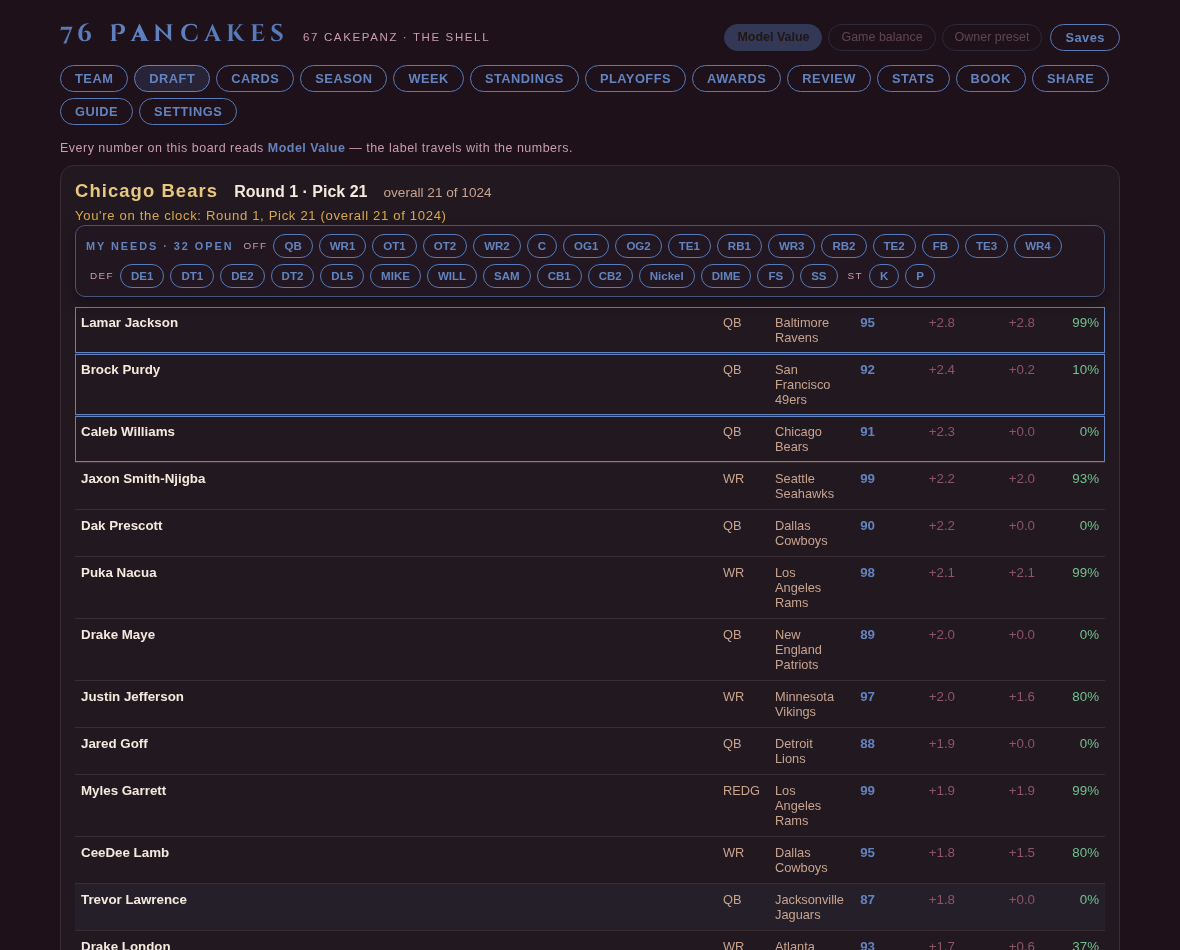 76 PANCAKES 67 CAKEPANZ · THE SHELL Model Value Game balance Owner preset Saves
TEAM DRAFT CARDS SEASON WEEK STANDINGS PLAYOFFS AWARDS REVIEW STATS BOOK SHARE
GUIDE SETTINGS
Every number on this board reads Model Value — the label travels with the numbers.
Chicago Bears Round 1 · Pick 21 overall 21 of 1024
You're on the clock: Round 1, Pick 21 (overall 21 of 1024)
MY NEEDS · 32 OPEN OFF QB WR1 OT1 OT2 WR2 C OG1 OG2 TE1 RB1 WR3 RB2 TE2 FB TE3 WR4
DEF DE1 DT1 DE2 DT2 DL5 MIKE WILL SAM CB1 CB2 Nickel DIME FS SS ST K P
Lamar Jackson QB Baltimore 95 +2.8 +2.8 99%
Ravens
Brock Purdy QB San 92 +2.4 +0.2 10%
Francisco
49ers
Caleb Williams QB Chicago 91 +2.3 +0.0 0%
Bears
Jaxon Smith-Njigba WR Seattle 99 +2.2 +2.0 93%
Seahawks
Dak Prescott QB Dallas 90 +2.2 +0.0 0%
Cowboys
Puka Nacua WR Los 98 +2.1 +2.1 99%
Angeles
Rams
Drake Maye QB New 89 +2.0 +0.0 0%
England
Patriots
Justin Jefferson WR Minnesota 97 +2.0 +1.6 80%
Vikings
Jared Goff QB Detroit 88 +1.9 +0.0 0%
Lions
Myles Garrett REDG Los 99 +1.9 +1.9 99%
Angeles
Rams
CeeDee Lamb WR Dallas 95 +1.8 +1.5 80%
Cowboys
Trevor Lawrence QB Jacksonville 87 +1.8 +0.0 0%
Jaguars
Drake London WR Atlanta 93 +1.7 +0.6 37%